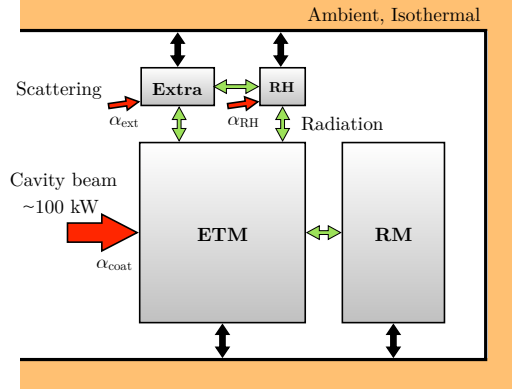 Ambient, Isothermal
Extra
RH
Scattering
α_ext
α_RH
Radiation
Cavity beam
~100 kW
ETM
RM
α_coat